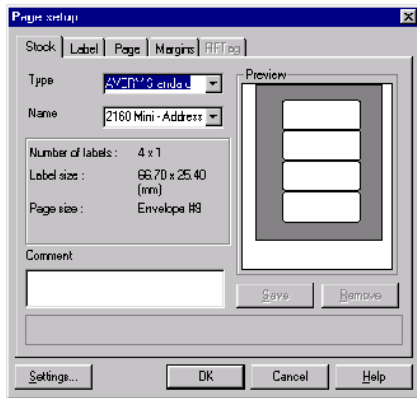 Page setup
Stock Label Page Margins RFTag
Type AVERY Standard
Preview
Name 2160 Mini - Address
Number of labels : 4 x 1
Label size : 66.70 x 25.40
(mm)
Page size : Envelope #9
Comment
Save Remove
Settings... OK Cancel Help